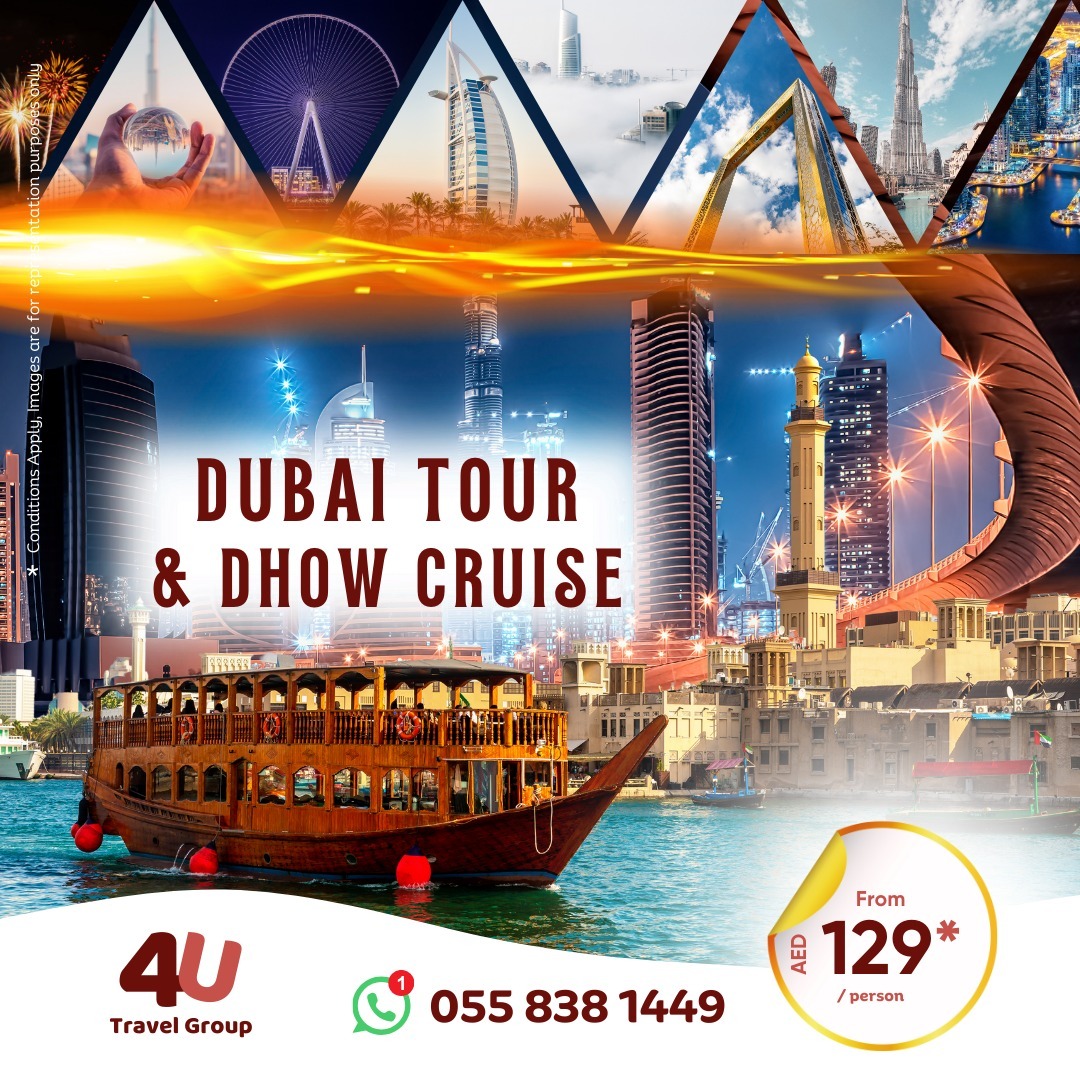 * Conditions Apply, Images are for representation purposes only
DUBAI TOUR
& DHOW CRUISE
From
AED 129*
/ person
4U
Travel Group
1
055 838 1449